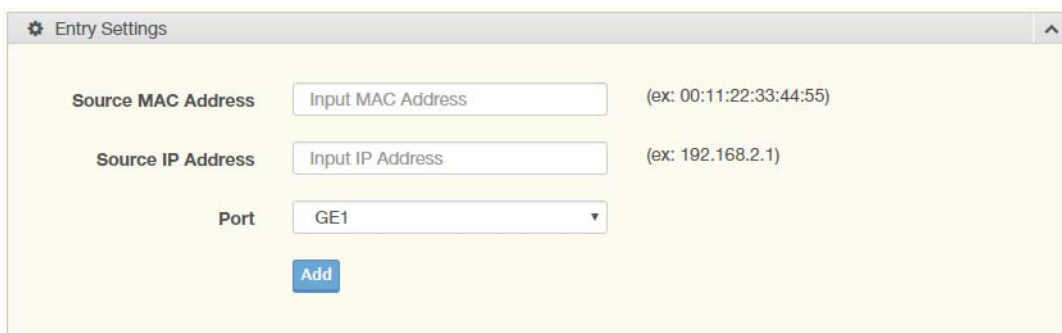 Entry Settings
Source MAC Address Input MAC Address (ex: 00:11:22:33:44:55)
Source IP Address Input IP Address (ex: 192.168.2.1)
Port GE1
Add